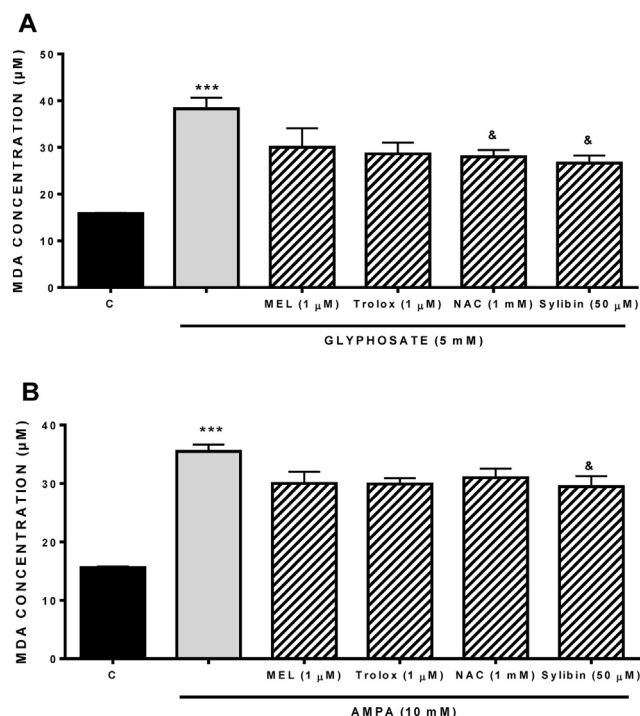 A
MDA CONCENTRATION (µM)
50
40
30
20
10
0
***
&
&
C
MEL (1 µM)
Trolox (1 µM)
NAC (1 mM)
Sylibin (50 µM)
GLYPHOSATE (5 mM)
B
MDA CONCENTRATION (µM)
40
30
20
10
0
***
&
C
MEL (1 µM)
Trolox (1 µM)
NAC (1 mM)
Sylibin (50 µM)
AMPA (10 mM)